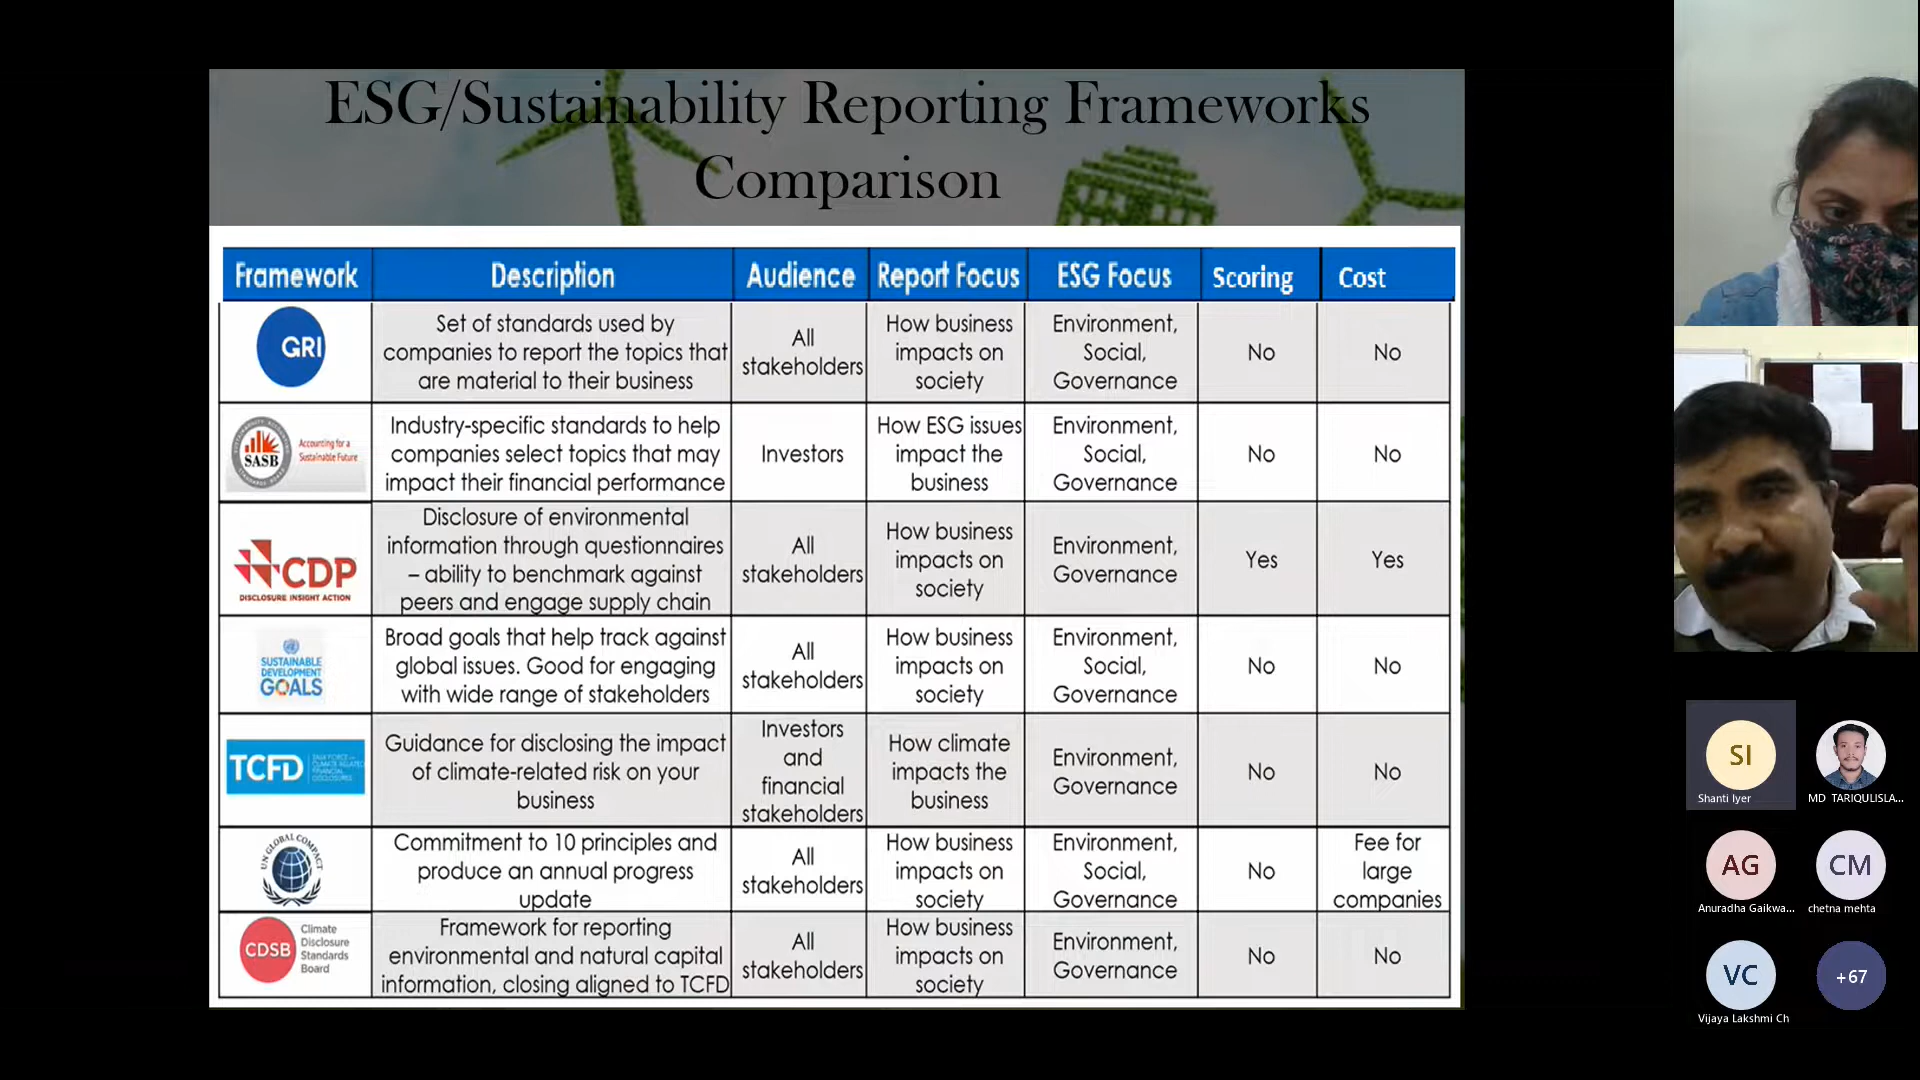 ESG/Sustainability Reporting Frameworks
Comparison
Framework Description Audience Report Focus ESG Focus Scoring Cost
GRI
Set of standards used by
companies to report the topics that
are material to their business
All
stakeholders
How business
impacts on
society
Environment,
Social,
Governance
No
No
SASB
Accounting for a
Sustainable Future
Industry-specific standards to help
companies select topics that may
impact their financial performance
Investors
How ESG issues
impact the
business
Environment,
Social,
Governance
No
No
CDP
DISCLOSURE INSIGHT ACTION
Disclosure of environmental
information through questionnaires
– ability to benchmark against
peers and engage supply chain
All
stakeholders
How business
impacts on
society
Environment,
Governance
Yes
Yes
SUSTAINABLE
DEVELOPMENT
GOALS
Broad goals that help track against
global issues. Good for engaging
with wide range of stakeholders
All
stakeholders
How business
impacts on
society
Environment,
Social,
Governance
No
No
TCFD
TASK FORCE ON
CLIMATE-RELATED
FINANCIAL
DISCLOSURES
Guidance for disclosing the impact
of climate-related risk on your
business
Investors
and
financial
stakeholders
How climate
impacts the
business
Environment,
Governance
No
No
UN GLOBAL COMPACT
Commitment to 10 principles and
produce an annual progress
update
All
stakeholders
How business
impacts on
society
Environment,
Social,
Governance
No
Fee for
large
companies
CDSB
Climate
Disclosure
Standards
Board
Framework for reporting
environmental and natural capital
information, closing aligned to TCFD
All
stakeholders
How business
impacts on
society
Environment,
Governance
No
No
SI
Shanti Iyer
MD TARIQULISLA...
AG
Anuradha Gaikwa...
CM
chetna mehta
VC
Vijaya Lakshmi Ch
+67